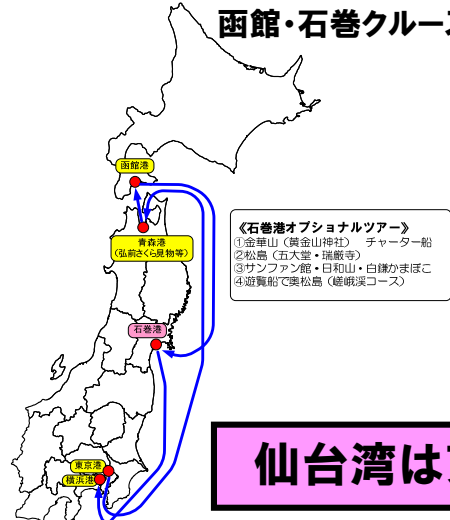 函館・石巻クルー
函館港
青森港
（弘前さくら見物等）
《石巻港オプショナルツアー》
①金華山（黄金山神社）　チャーター船
②松島（五大堂・瑞厳寺）
③サンファン館・日和山・白鎌かまぼこ
④遊覧船で奥松島（嵯峨渓コース）
石巻港
仙台湾は
東京港
横浜港